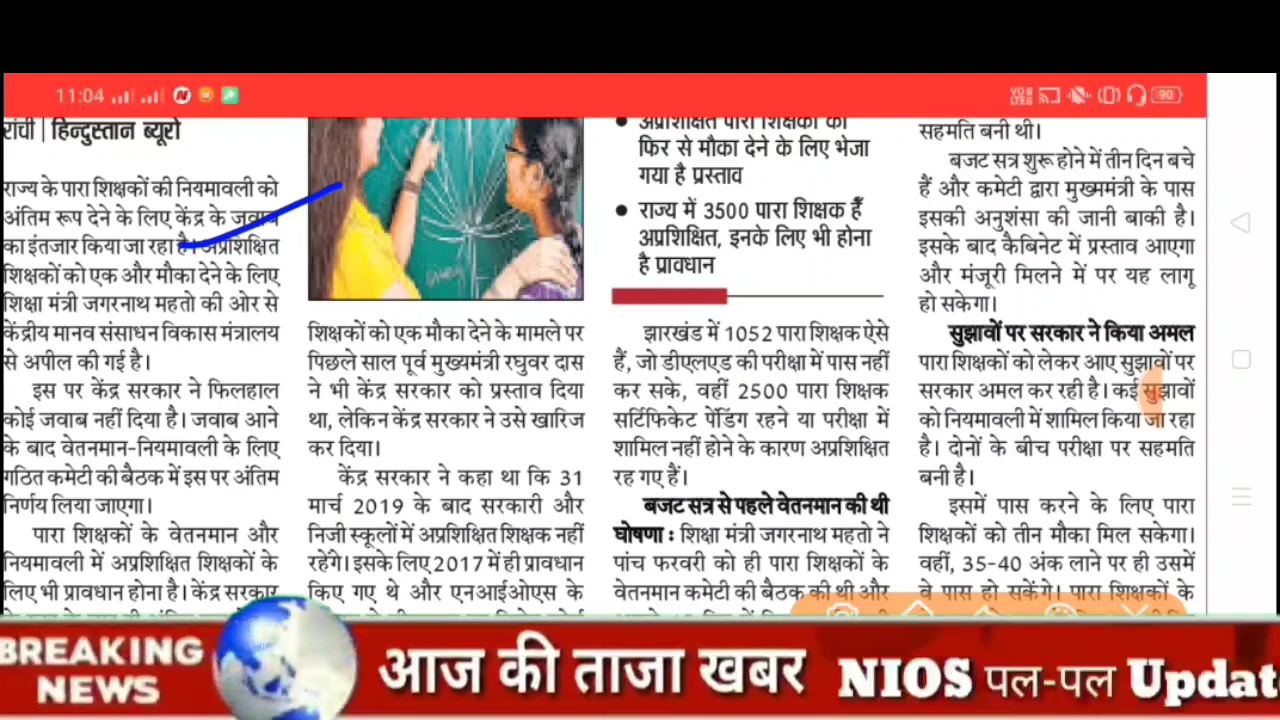 11:04
VO LTE
90
रांची | हिन्दुस्तान ब्यूरो
राज्य के पारा शिक्षकों की नियमावली को
अंतिम रूप देने के लिए केंद्र के जवाब
का इंतजार किया जा रहा है। अप्रशिक्षित
शिक्षकों को एक और मौका देने के लिए
शिक्षा मंत्री जगरनाथ महतो की ओर से
केंद्रीय मानव संसाधन विकास मंत्रालय
से अपील की गई है।
इस पर केंद्र सरकार ने फिलहाल
कोई जवाब नहीं दिया है। जवाब आने
के बाद वेतनमान-नियमावली के लिए
गठित कमेटी की बैठक में इस पर अंतिम
निर्णय लिया जाएगा।
पारा शिक्षकों के वेतनमान और
नियमावली में अप्रशिक्षित शिक्षकों के
लिए भी प्रावधान होना है। केंद्र सरकार
शिक्षकों को एक मौका देने के मामले पर
पिछले साल पूर्व मुख्यमंत्री रघुवर दास
ने भी केंद्र सरकार को प्रस्ताव दिया
था, लेकिन केंद्र सरकार ने उसे खारिज
कर दिया।
केंद्र सरकार ने कहा था कि 31
मार्च 2019 के बाद सरकारी और
निजी स्कूलों में अप्रशिक्षित शिक्षक नहीं
रहेंगे। इसके लिए 2017 में ही प्रावधान
किए गए थे और एनआईओएस के
अप्रशिक्षित पारा शिक्षकों को
फिर से मौका देने के लिए भेजा
गया है प्रस्ताव
राज्य में 3500 पारा शिक्षक हैं
अप्रशिक्षित, इनके लिए भी होना
है प्रावधान
झारखंड में 1052 पारा शिक्षक ऐसे
हैं, जो डीएलएड की परीक्षा में पास नहीं
कर सके, वहीं 2500 पारा शिक्षक
सर्टिफिकेट पेंडिंग रहने या परीक्षा में
शामिल नहीं होने के कारण अप्रशिक्षित
रह गए हैं।
बजट सत्र से पहले वेतनमान की थी
घोषणा : शिक्षा मंत्री जगरनाथ महतो ने
पांच फरवरी को ही पारा शिक्षकों के
वेतनमान कमेटी की बैठक की थी और
सहमति बनी थी।
बजट सत्र शुरू होने में तीन दिन बचे
हैं और कमेटी द्वारा मुख्यमंत्री के पास
इसकी अनुशंसा की जानी बाकी है।
इसके बाद कैबिनेट में प्रस्ताव आएगा
और मंजूरी मिलने में पर यह लागू
हो सकेगा।
सुझावों पर सरकार ने किया अमल
पारा शिक्षकों को लेकर आए सुझावों पर
सरकार अमल कर रही है। कई सुझावों
को नियमावली में शामिल किया जा रहा
है। दोनों के बीच परीक्षा पर सहमति
बनी है।
इसमें पास करने के लिए पारा
शिक्षकों को तीन मौका मिल सकेगा।
वहीं, 35-40 अंक लाने पर ही उसमें
वे पास हो सकेंगे। पारा शिक्षकों के
BREAKING
NEWS
आज की ताजा खबर NIOS पल-पल Updat